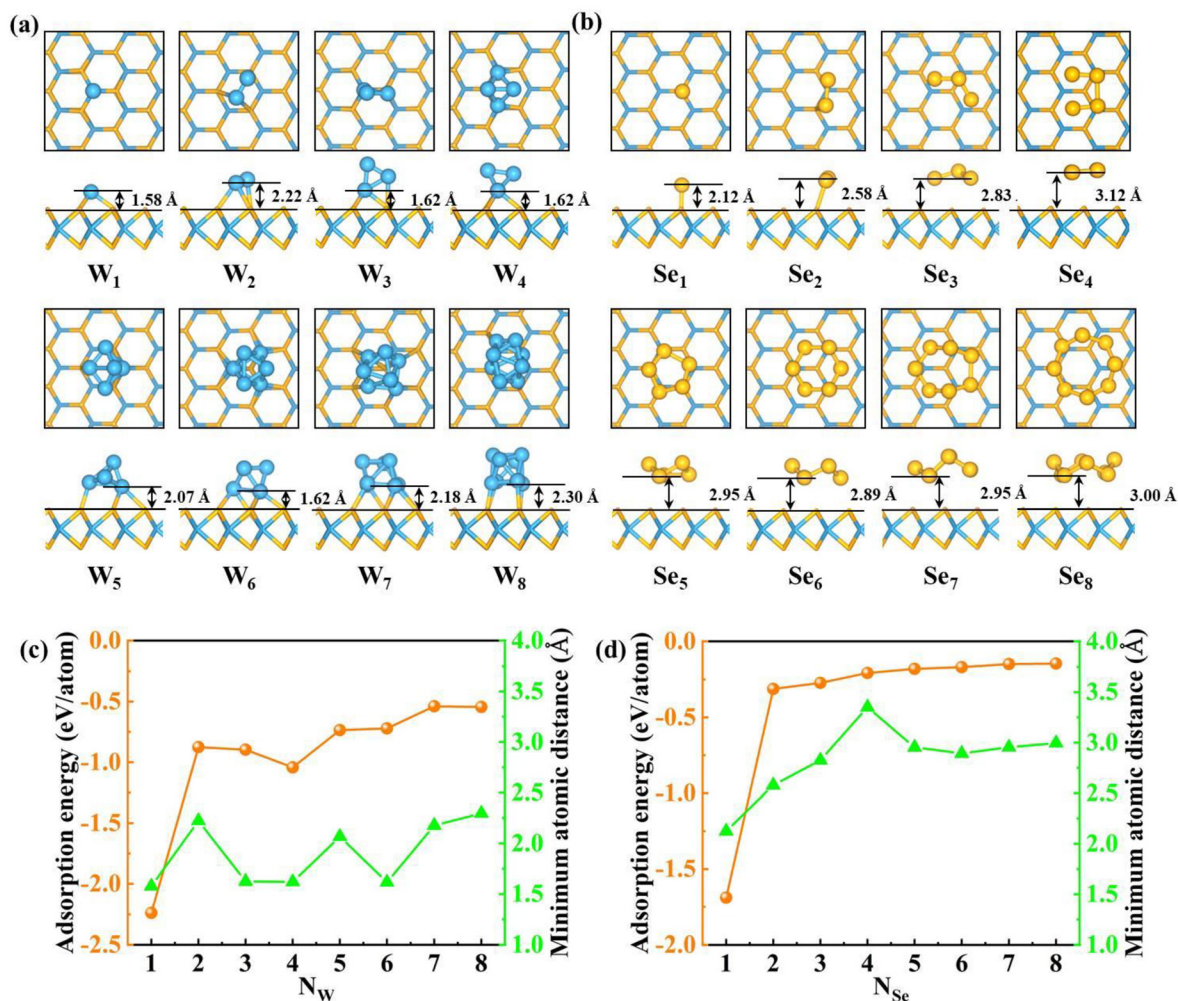 (a)
(b)
1.58 Å
2.22 Å
1.62 Å
1.62 Å
2.12 Å
2.58 Å
2.83
3.12 Å
W₁
W₂
W₃
W₄
Se₁
Se₂
Se₃
Se₄
2.07 Å
1.62 Å
2.18 Å
2.30 Å
2.95 Å
2.89 Å
2.95 Å
3.00 Å
W₅
W₆
W₇
W₈
Se₅
Se₆
Se₇
Se₈
(c)
Adsorption energy (eV/atom)
0.0
-0.5
-1.0
-1.5
-2.0
-2.5
4.0
3.5
3.0
2.5
2.0
1.5
1.0
Minimum atomic distance (Å)
1 2 3 4 5 6 7 8
N_W
(d)
Adsorption energy (eV/atom)
0.0
-0.5
-1.0
-1.5
-2.0
4.0
3.5
3.0
2.5
2.0
1.5
1.0
Minimum atomic distance (Å)
1 2 3 4 5 6 7 8
N_Se